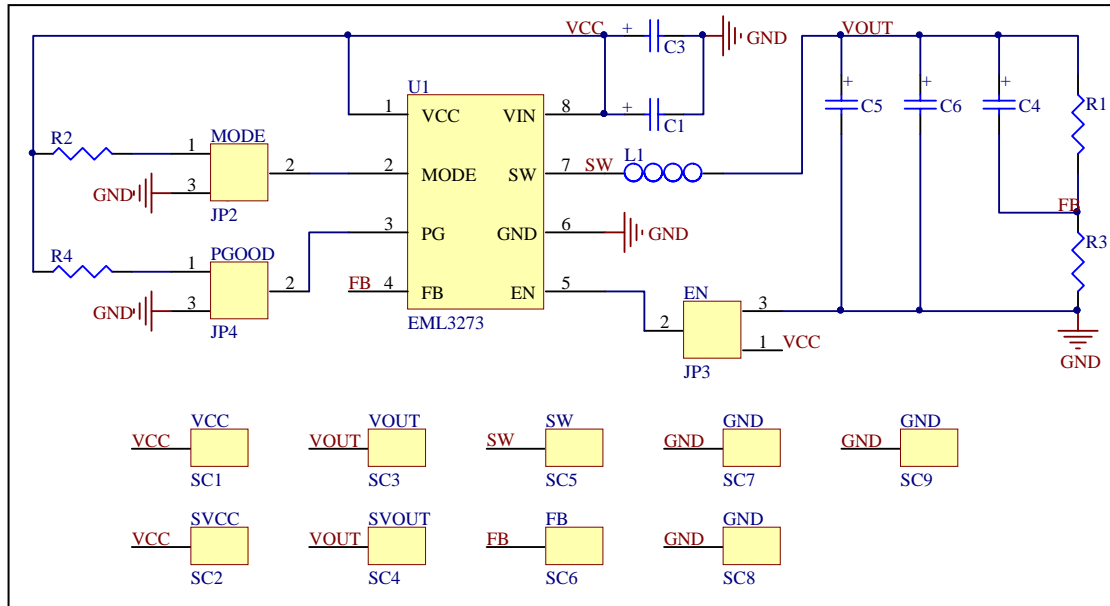 VCC
+
C3
GND
VOUT
U1
1
VCC
VIN
8
+
C1
+
C5
+
C6
+
C4
R1
R2
1
MODE
2
3
GND
JP2
2
MODE
SW
7
SW
L1
FB
R3
R4
1
PGOOD
2
3
GND
JP4
3
PG
GND
6
GND
FB
4
FB
EN
5
EML3273
EN
2
3
1
VCC
JP3
GND
VCC
VCC
SC1
VOUT
VOUT
SC3
SW
SW
SC5
GND
GND
SC7
GND
GND
SC9
VCC
SVCC
SC2
VOUT
SVOUT
SC4
FB
FB
SC6
GND
GND
SC8